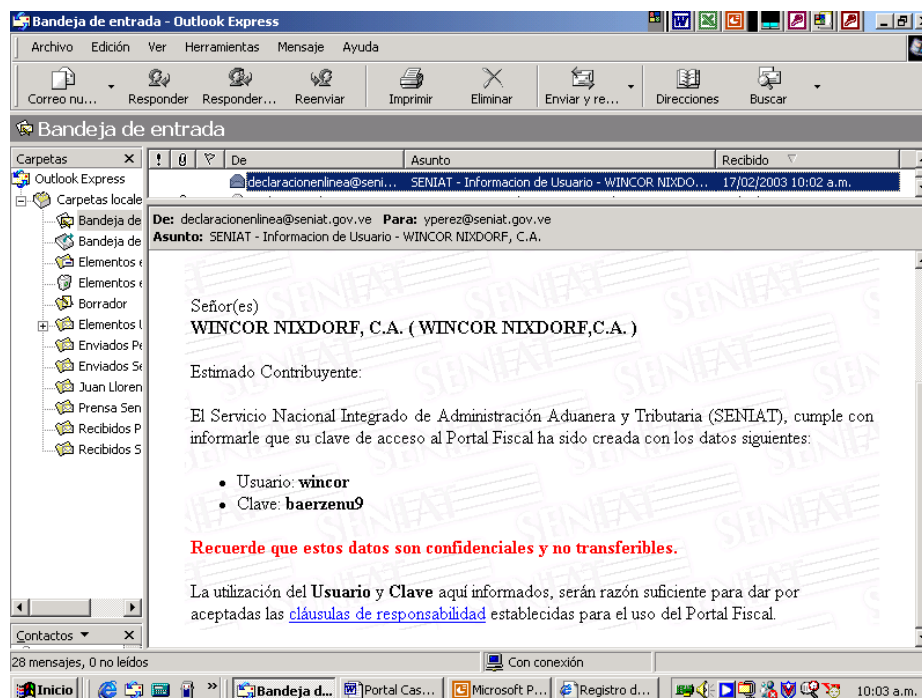 Bandeja de entrada - Outlook Express
Archivo Edición Ver Herramientas Mensaje Ayuda
Correo nu... Responder Responder... Reenviar Imprimir Eliminar Enviar y re... Direcciones Buscar
Bandeja de entrada
Carpetas × ! De Asunto Recibido
Outlook Express declaracionenlinea@seni... SENIAT - Informacion de Usuario - WINCOR NIXDO... 17/02/2003 10:02 a.m.
Carpetas locale
Bandeja de
Bandeja de
Elementos e
Elementos e
Borrador
Elementos
Enviados Pe
Enviados Se
Juan Lloren
Prensa Sen
Recibidos P
Recibidos S
Contactos ×
De: declaracionenlinea@seniat.gov.ve Para: yperez@seniat.gov.ve
Asunto: SENIAT - Informacion de Usuario - WINCOR NIXDORF, C.A.
SENIAT
Señor(es)
WINCOR NIXDORF, C.A. ( WINCOR NIXDORF,C.A. )
Estimado Contribuyente:
El Servicio Nacional Integrado de Administración Aduanera y Tributaria (SENIAT), cumple con
informarle que su clave de acceso al Portal Fiscal ha sido creada con los datos siguientes:
• Usuario: wincor
• Clave: baerzenu9
Recuerde que estos datos son confidenciales y no transferibles.
La utilización del Usuario y Clave aquí informados, serán razón suficiente para dar por
aceptadas las cláusulas de responsabilidad establecidas para el uso del Portal Fiscal.
28 mensajes, 0 no leídos Con conexión
Inicio » Bandeja d... Portal Cas... Microsoft P... Registro d... 10:03 a.m.